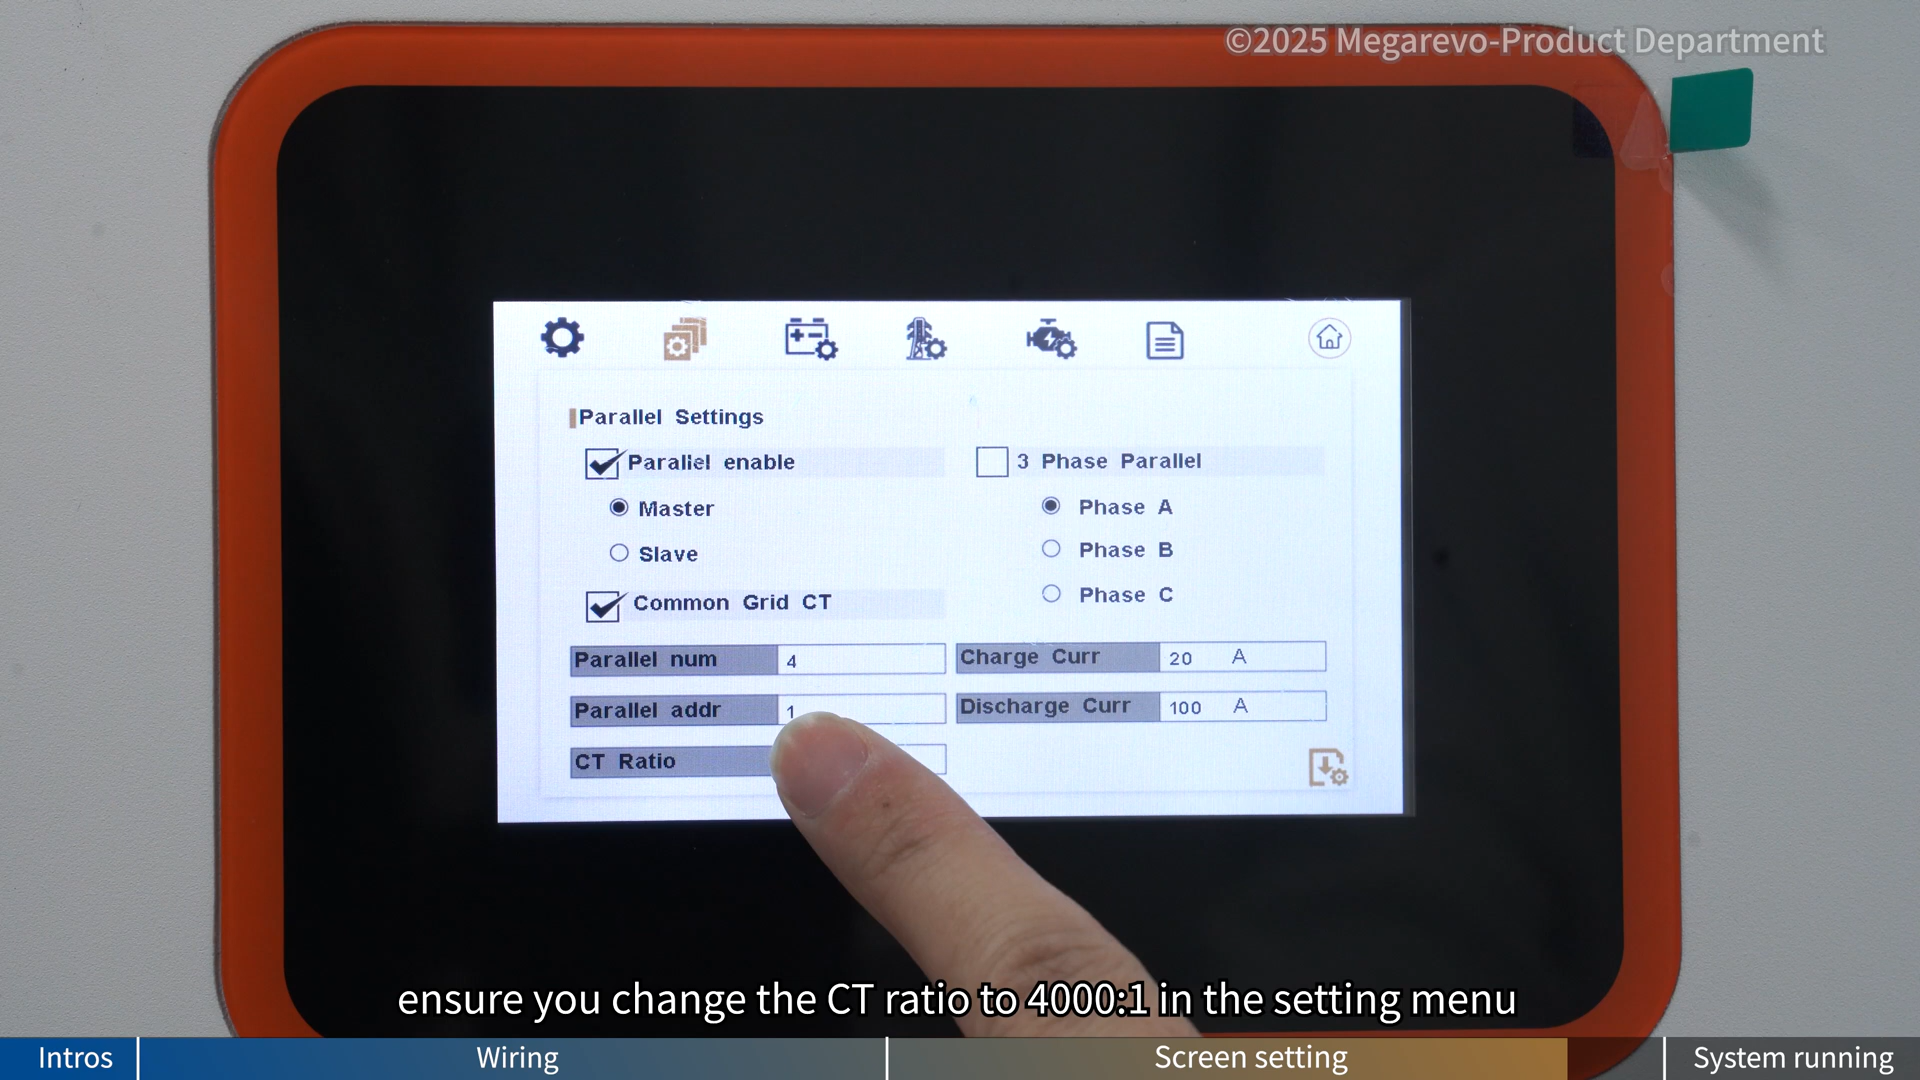 ©2025 Megarevo-Product Department
Parallel Settings
Parallel enable
3 Phase Parallel
Master
Phase A
Slave
Phase B
Common Grid CT
Phase C
Parallel num 4
Charge Curr 20 A
Parallel addr 1
Discharge Curr 100 A
CT Ratio
ensure you change the CT ratio to 4000:1 in the setting menu
Intros
Wiring
Screen setting
System running